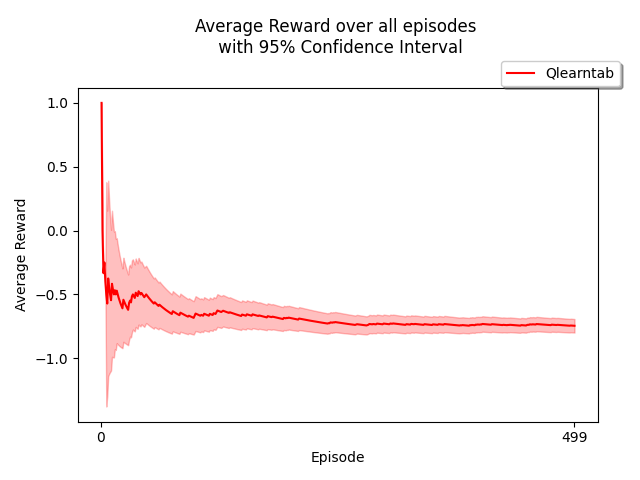 Average Reward over all episodes
with 95% Confidence Interval
Qlearntab
1.0
0.5
0.0
−0.5
−1.0
Average Reward
0
499
Episode